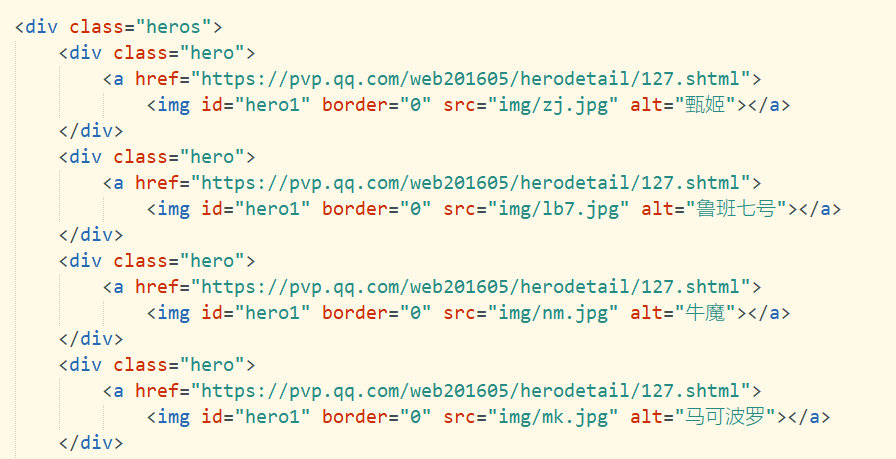 <div class="heros">
<div class="hero">
<a href="https://pvp.qq.com/web201605/herodetail/127.shtml">
<img id="hero1" border="0" src="img/zj.jpg" alt="甄姬"></a>
</div>
<div class="hero">
<a href="https://pvp.qq.com/web201605/herodetail/127.shtml">
<img id="hero1" border="0" src="img/lb7.jpg" alt="鲁班七号"></a>
</div>
<div class="hero">
<a href="https://pvp.qq.com/web201605/herodetail/127.shtml">
<img id="hero1" border="0" src="img/nm.jpg" alt="牛魔"></a>
</div>
<div class="hero">
<a href="https://pvp.qq.com/web201605/herodetail/127.shtml">
<img id="hero1" border="0" src="img/mk.jpg" alt="马可波罗"></a>
</div>